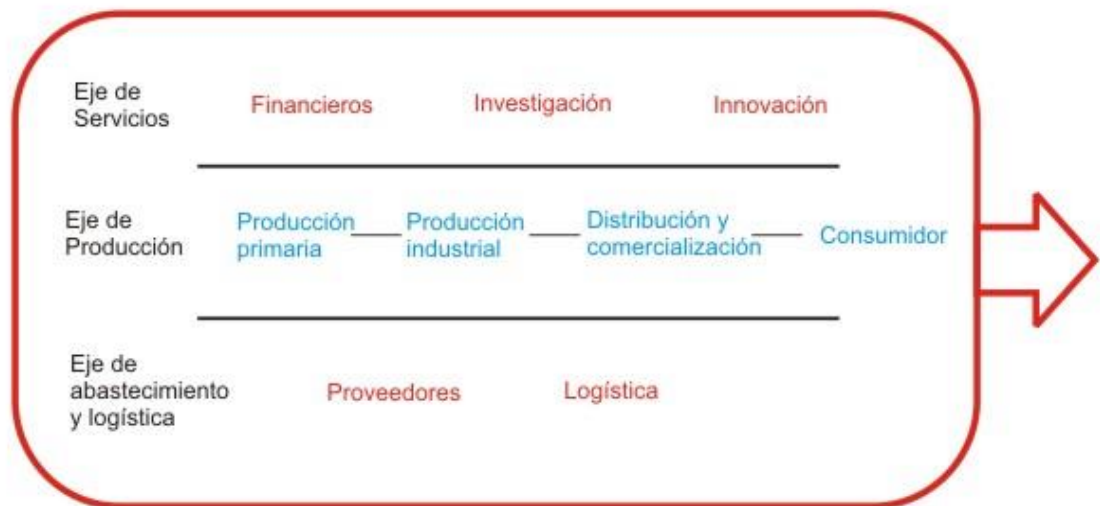 Eje de
Servicios
Financieros
Investigación
Innovación
Eje de
Producción
Producción
primaria
Producción
industrial
Distribución y
comercialización
Consumidor
Eje de
abastecimiento
y logística
Proveedores
Logística